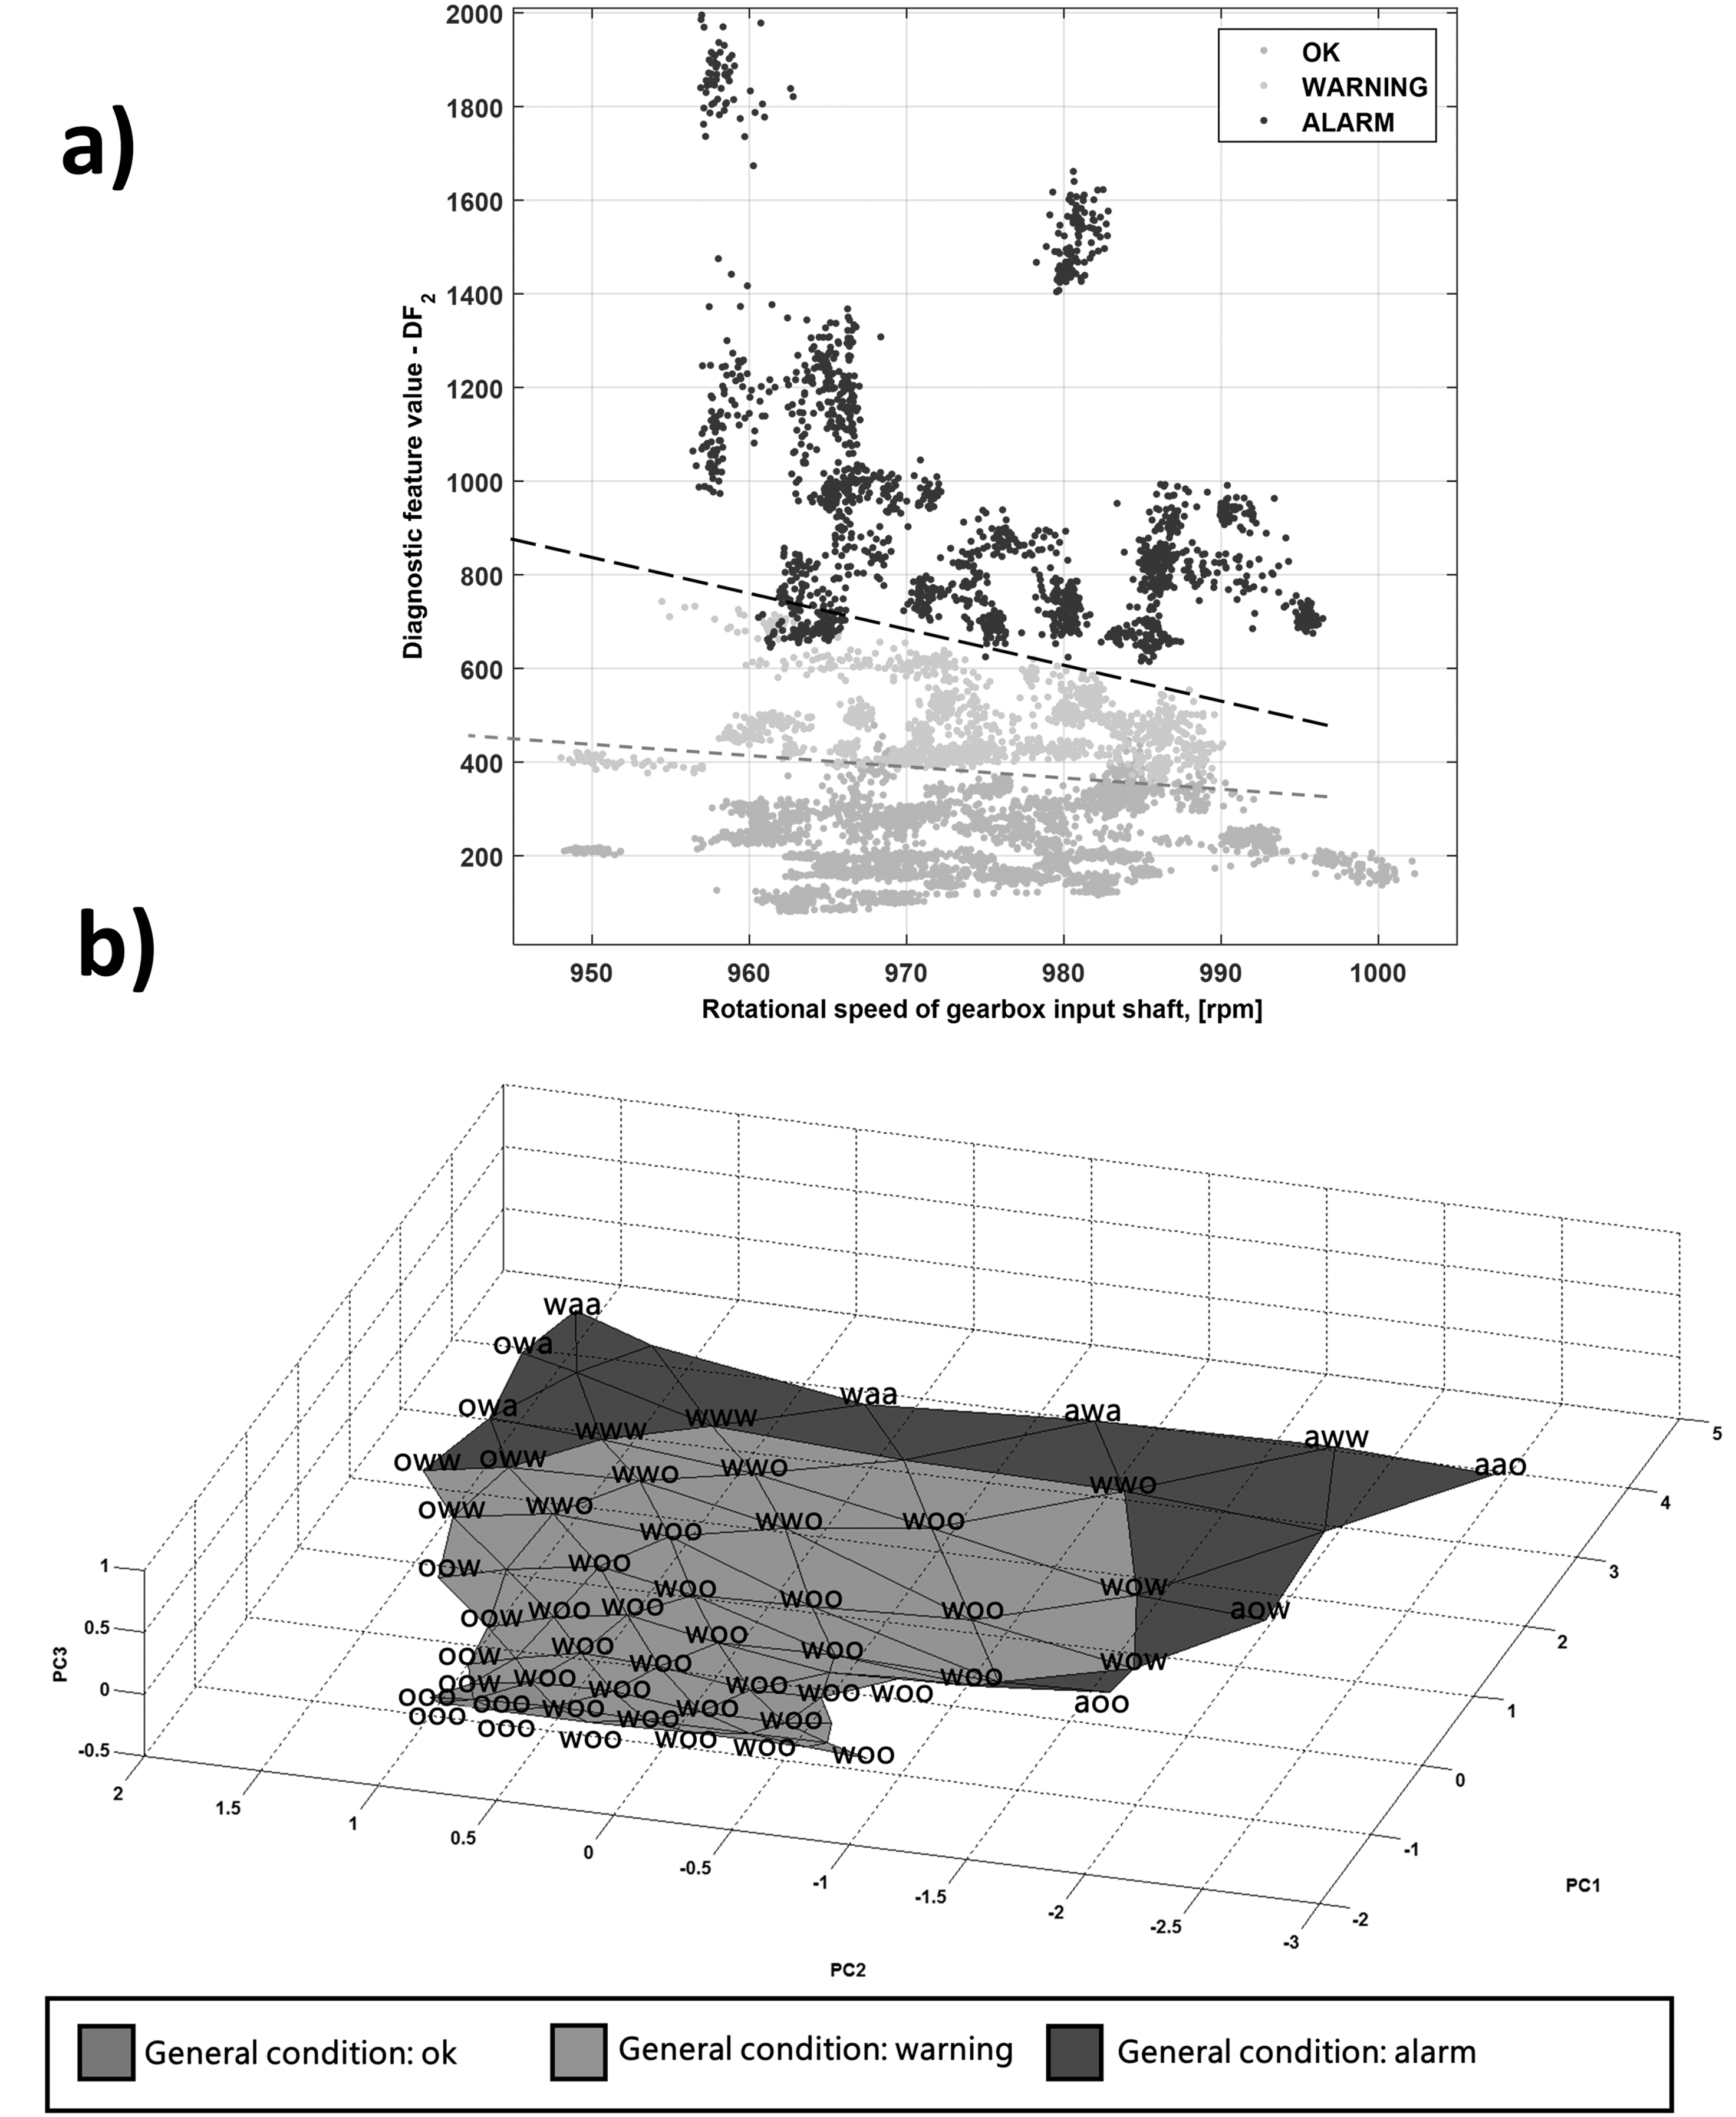 a)
2000
1800
1600
1400
1200
1000
800
600
400
200
Diagnostic feature value - DF2
OK
WARNING
ALARM
950 960 970 980 990 1000
Rotational speed of gearbox input shaft, [rpm]
b)
waa
owa
waa
owa
awa
www
www
aww
oww
oww
wwo
wwo
wwo
aao
oww
wwo
woo
wwo
woo
oow
woo
woo
woo
wow
oow
woo
woo
woo
aow
oow
woo
woo
woo
woo
wow
oow
woo
woo
woo
woo
woo
woo
ooo
ooo
woo
woo
woo
aoo
ooo
ooo
woo
woo
woo
woo
woo
1
0.5
0
-0.5
PC3
2
1.5
1
0.5
0
-0.5
-1
-1.5
-2
-2.5
-3
PC2
5
4
3
2
1
0
-1
-2
PC1
General condition: ok
General condition: warning
General condition: alarm